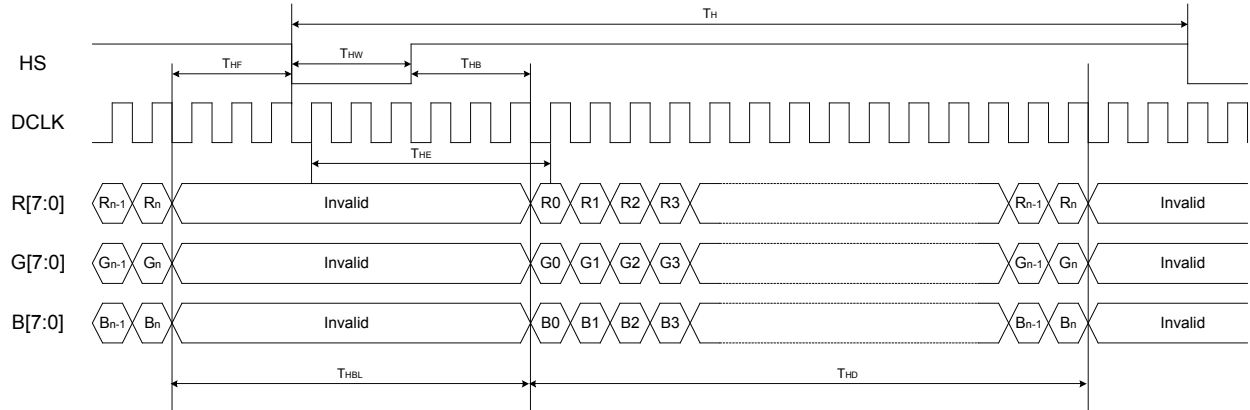 TH
HS
THF
THW
THB
DCLK
THE
R[7:0] Rn-1 Rn Invalid R0 R1 R2 R3 Rn-1 Rn Invalid
G[7:0] Gn-1 Gn Invalid G0 G1 G2 G3 Gn-1 Gn Invalid
B[7:0] Bn-1 Bn Invalid B0 B1 B2 B3 Bn-1 Bn Invalid
THBL
THD